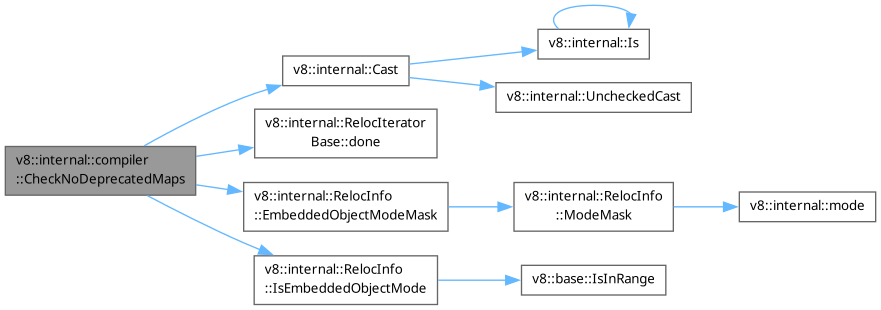 v8::internal::Is
v8::internal::Cast
v8::internal::UncheckedCast
v8::internal::RelocIterator
Base::done
v8::internal::compiler
::CheckNoDeprecatedMaps
v8::internal::RelocInfo
::EmbeddedObjectModeMask
v8::internal::RelocInfo
::ModeMask
v8::internal::mode
v8::internal::RelocInfo
::IsEmbeddedObjectMode
v8::base::IsInRange